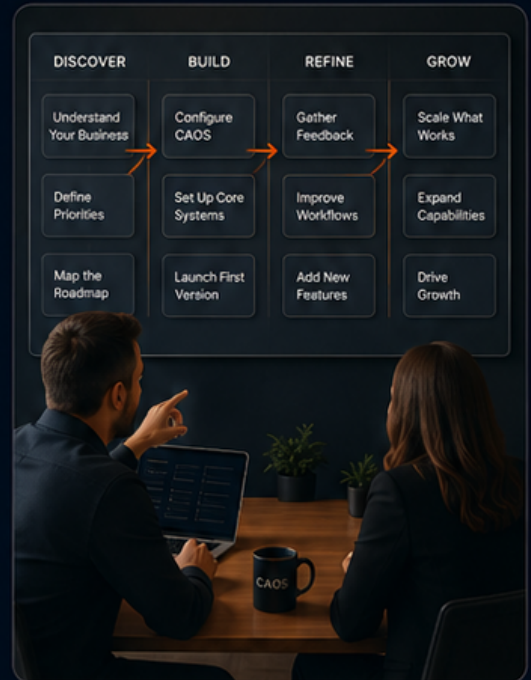 DISCOVER
BUILD
REFINE
GROW
Understand
Your Business
Configure
CAOS
Gather
Feedback
Scale What
Works
Define
Priorities
Set Up Core
Systems
Improve
Workflows
Expand
Capabilities
Map the
Roadmap
Launch First
Version
Add New
Features
Drive
Growth
CAOS